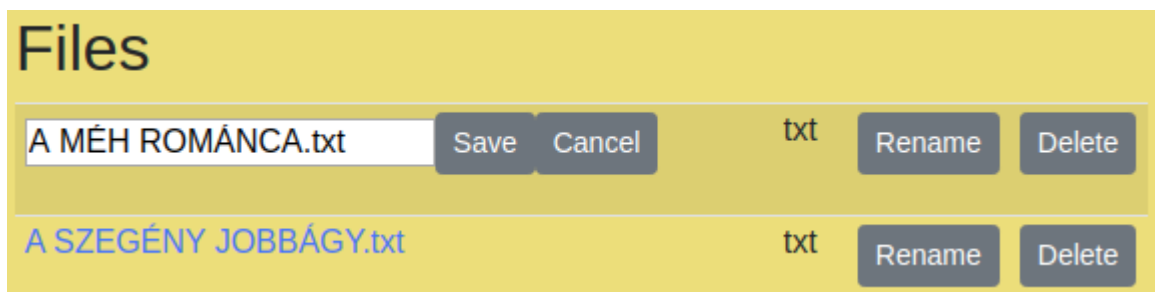 Files
A MÉH ROMÁNCA.txt Save Cancel txt Rename Delete
A SZEGÉNY JOBBÁGY.txt txt Rename Delete